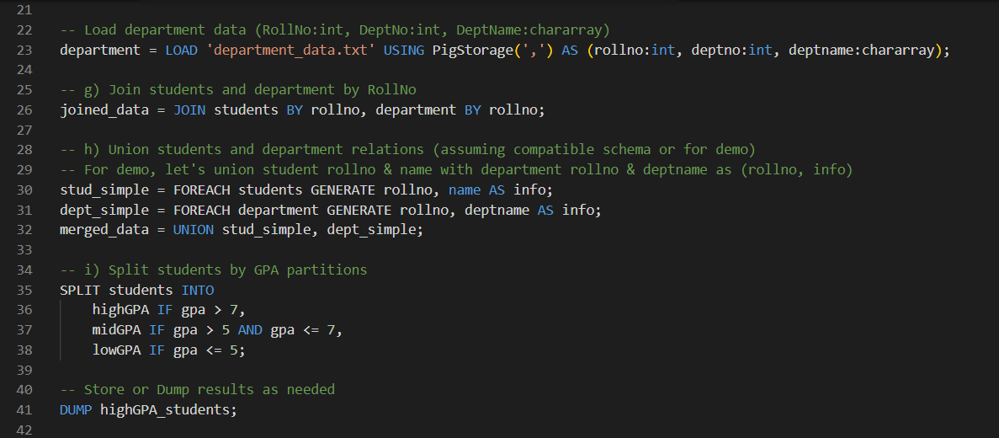 21
22 -- Load department data (RollNo:int, DeptNo:int, DeptName:chararray)
23 department = LOAD 'department_data.txt' USING PigStorage(',') AS (rollno:int, deptno:int, deptname:chararray);
24
25 -- g) Join students and department by RollNo
26 joined_data = JOIN students BY rollno, department BY rollno;
27
28 -- h) Union students and department relations (assuming compatible schema or for demo)
29 -- For demo, let's union student rollno & name with department rollno & deptname as (rollno, info)
30 stud_simple = FOREACH students GENERATE rollno, name AS info;
31 dept_simple = FOREACH department GENERATE rollno, deptname AS info;
32 merged_data = UNION stud_simple, dept_simple;
33
34 -- i) Split students by GPA partitions
35 SPLIT students INTO
36     highGPA IF gpa > 7,
37     midGPA IF gpa > 5 AND gpa <= 7,
38     lowGPA IF gpa <= 5;
39
40 -- Store or Dump results as needed
41 DUMP highGPA_students;
42